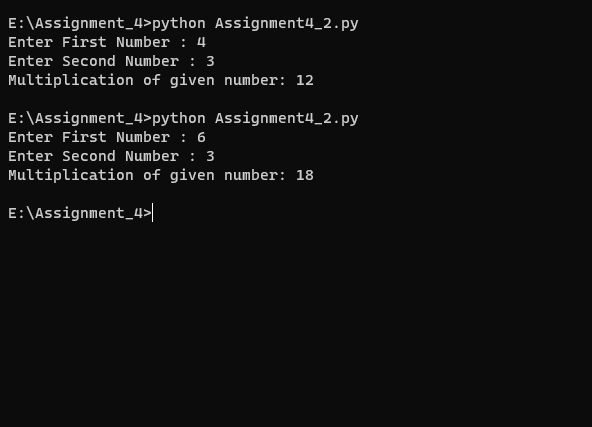 E:\Assignment_4>python Assignment4_2.py
Enter First Number : 4
Enter Second Number : 3
Multiplication of given number: 12
E:\Assignment_4>python Assignment4_2.py
Enter First Number : 6
Enter Second Number : 3
Multiplication of given number: 18
E:\Assignment_4>